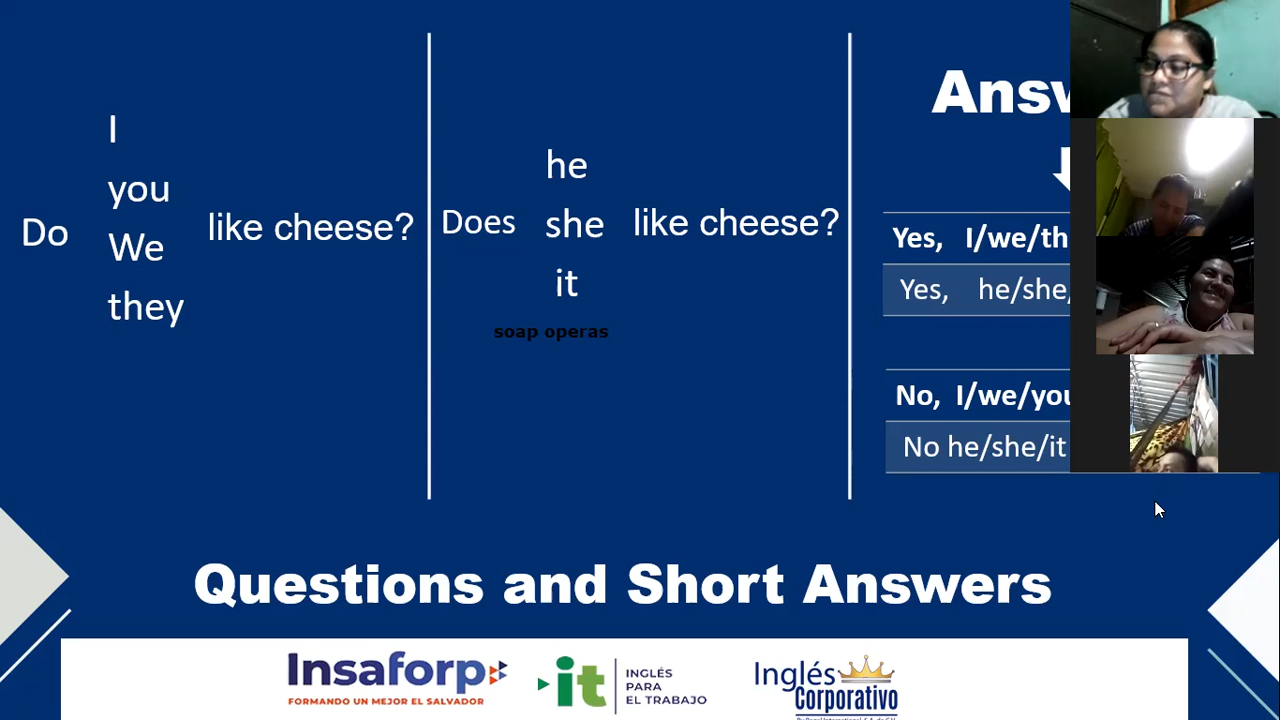 Do
I
you
We
they
like cheese?
Does
he
she
it
like cheese?
soap operas
Yes, I/we/th
Yes, he/she/
No, I/we/you
No he/she/it
Questions and Short Answers
Insaforp
FORMANDO UN MEJOR EL SALVADOR
it
INGLÉS
PARA
EL TRABAJO
Inglés
Corporativo